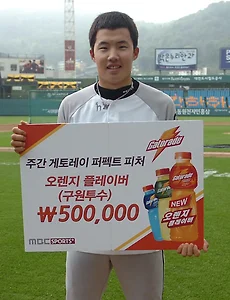 Gatorade
주간 게토레이 퍼펙트 피처
오렌지 플레이버
(구원투수)
₩500,000
Gatorade
NEW
오렌지
플레이버
MBC SPORTS+